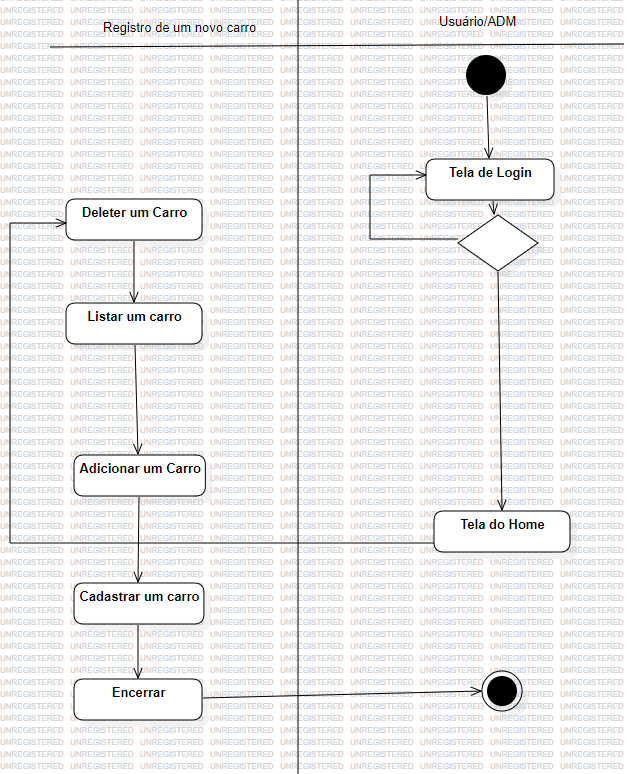 Registro de um novo carro
Usuário/ADM
Tela de Login
Deleter um Carro
Listar um carro
Adicionar um Carro
Tela do Home
Cadastrar um carro
Encerrar
UNREGISTERED